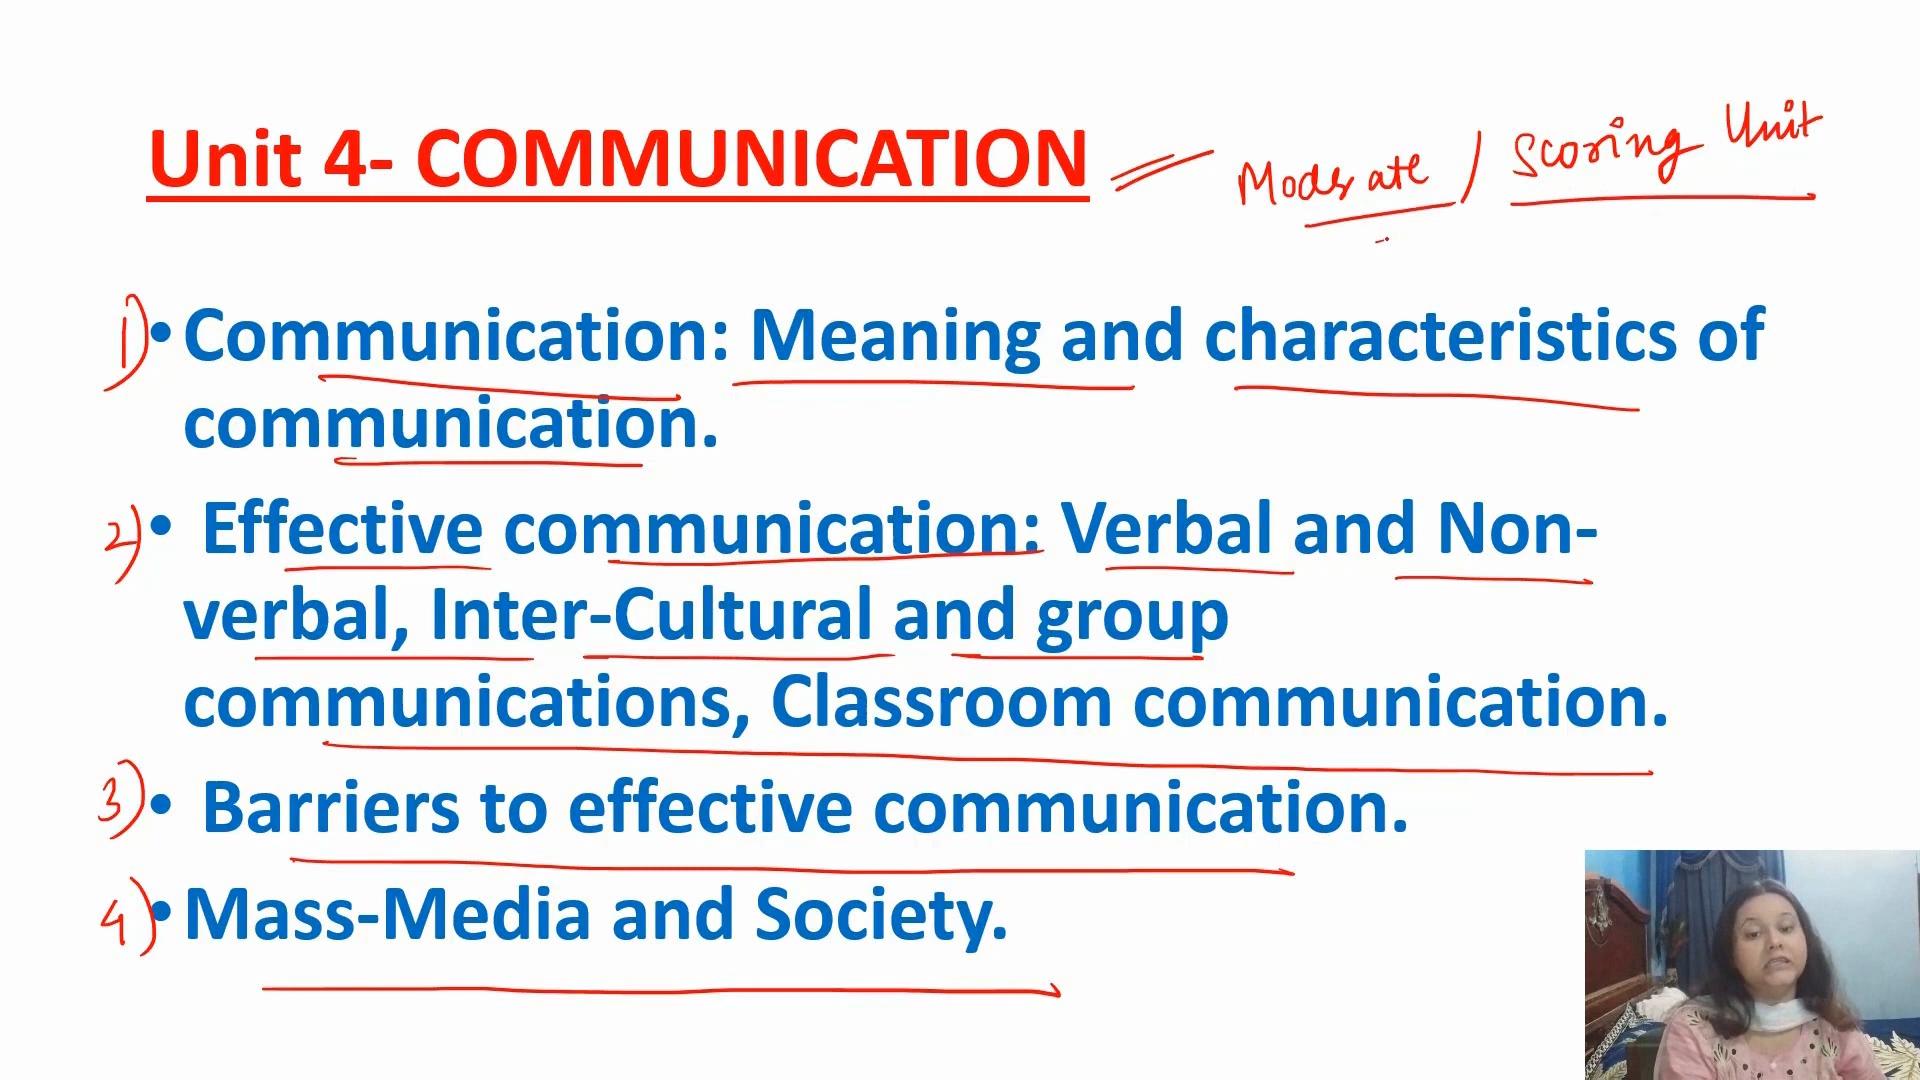 Unit 4- COMMUNICATION
Moderate / Scoring Unit
1) • Communication: Meaning and characteristics of
communication.
2) • Effective communication: Verbal and Non-
verbal, Inter-Cultural and group
communications, Classroom communication.
3) • Barriers to effective communication.
4) • Mass-Media and Society.